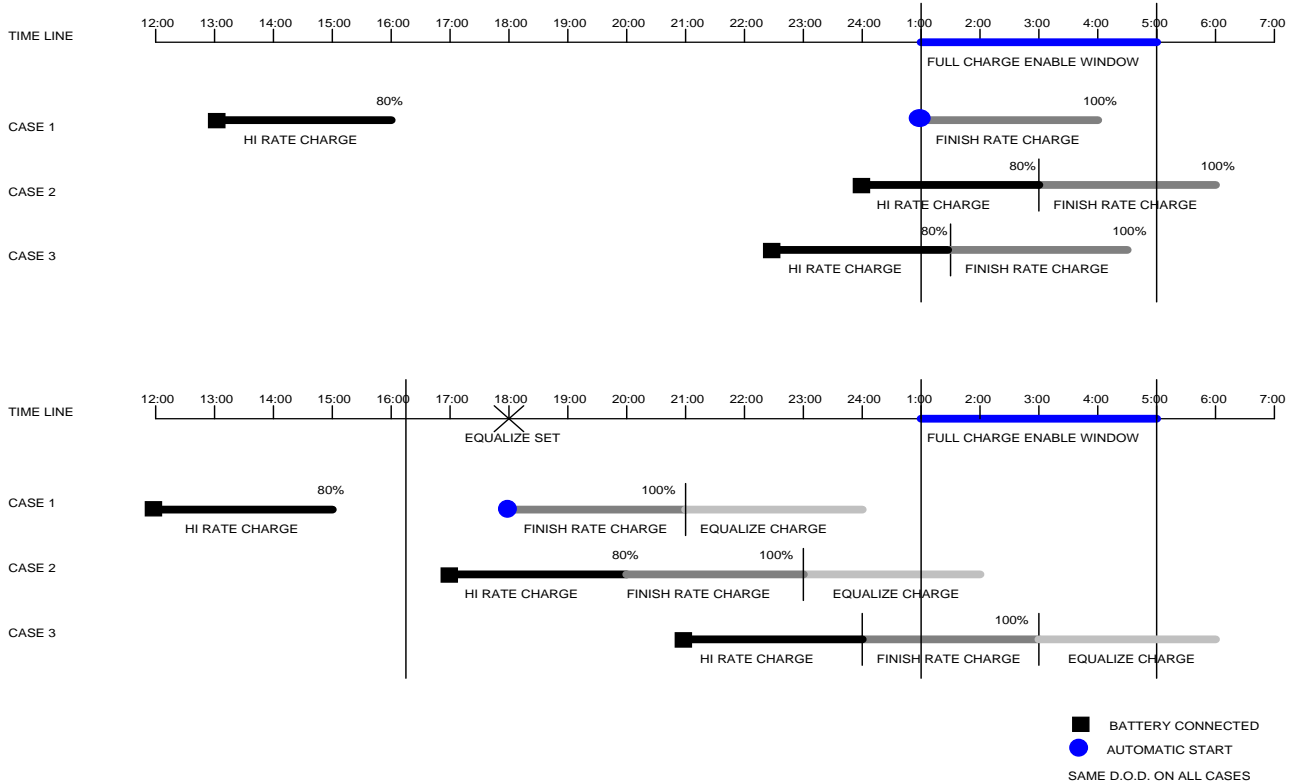 12:00 13:00 14:00 15:00 16:00 17:00 18:00 19:00 20:00 21:00 22:00 23:00 24:00 1:00 2:00 3:00 4:00 5:00 6:00 7:00
TIME LINE
FULL CHARGE ENABLE WINDOW
80% 100%
CASE 1
HI RATE CHARGE FINISH RATE CHARGE
80% 100%
CASE 2
HI RATE CHARGE FINISH RATE CHARGE
80% 100%
CASE 3
HI RATE CHARGE FINISH RATE CHARGE
12:00 13:00 14:00 15:00 16:00 17:00 18:00 19:00 20:00 21:00 22:00 23:00 24:00 1:00 2:00 3:00 4:00 5:00 6:00 7:00
TIME LINE
EQUALIZE SET FULL CHARGE ENABLE WINDOW
80% 100%
CASE 1
HI RATE CHARGE FINISH RATE CHARGE EQUALIZE CHARGE
80% 100%
CASE 2
HI RATE CHARGE FINISH RATE CHARGE EQUALIZE CHARGE
100%
CASE 3
HI RATE CHARGE FINISH RATE CHARGE EQUALIZE CHARGE
BATTERY CONNECTED
AUTOMATIC START
SAME D.O.D. ON ALL CASES